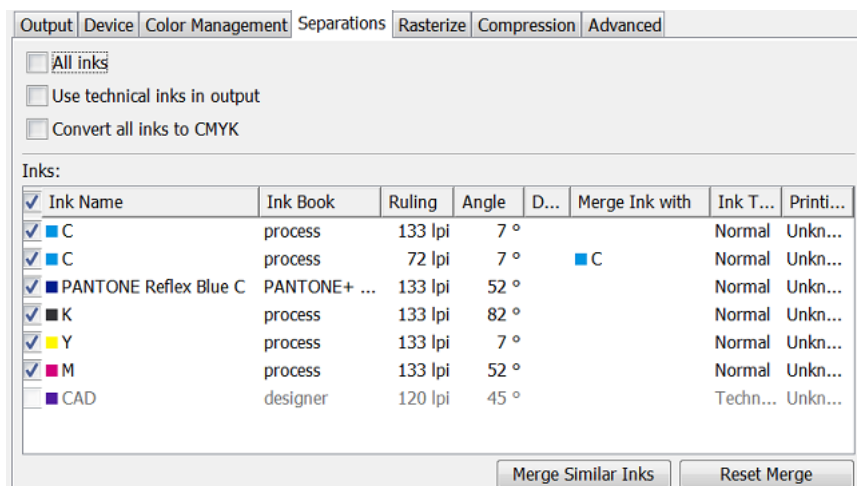 Output Device Color Management Separations Rasterize Compression Advanced
All inks
Use technical inks in output
Convert all inks to CMYK
Inks:
Ink Name Ink Book Ruling Angle D... Merge Ink with Ink T... Printi...
C process 133 lpi 7 ° Normal Unkn...
C process 72 lpi 7 ° C Normal Unkn...
PANTONE Reflex Blue C PANTONE+ ... 133 lpi 52 ° Normal Unkn...
K process 133 lpi 82 ° Normal Unkn...
Y process 133 lpi 7 ° Normal Unkn...
M process 133 lpi 52 ° Normal Unkn...
CAD designer 120 lpi 45 ° Techn... Unkn...
Merge Similar Inks Reset Merge